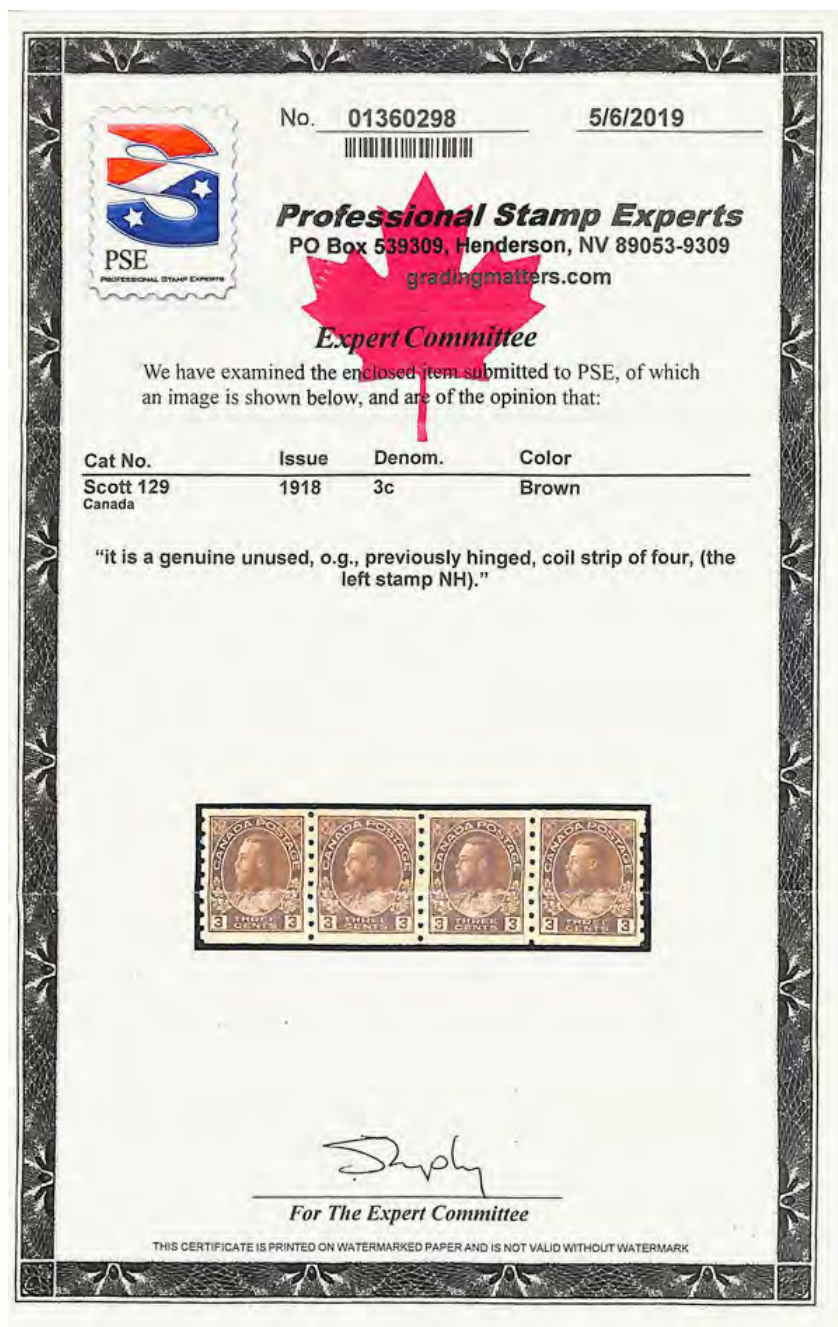 No. 01360298 5/6/2019
PSE
PROFESSIONAL STAMP EXPERTS
Professional Stamp Experts
PO Box 539309, Henderson, NV 89053-9309
gradingmatters.com
Expert Committee
We have examined the enclosed item submitted to PSE, of which
an image is shown below, and are of the opinion that:
Cat No. Issue Denom. Color
Scott 129 1918 3c Brown
Canada
“it is a genuine unused, o.g., previously hinged, coil strip of four, (the
left stamp NH).”
CANADA POSTAGE CANADA POSTAGE CANADA POSTAGE CANADA POSTAGE
3 THREE CENTS 3 3 THREE CENTS 3 3 THREE CENTS 3 3 THREE CENTS 3
For The Expert Committee
THIS CERTIFICATE IS PRINTED ON WATERMARKED PAPER AND IS NOT VALID WITHOUT WATERMARK